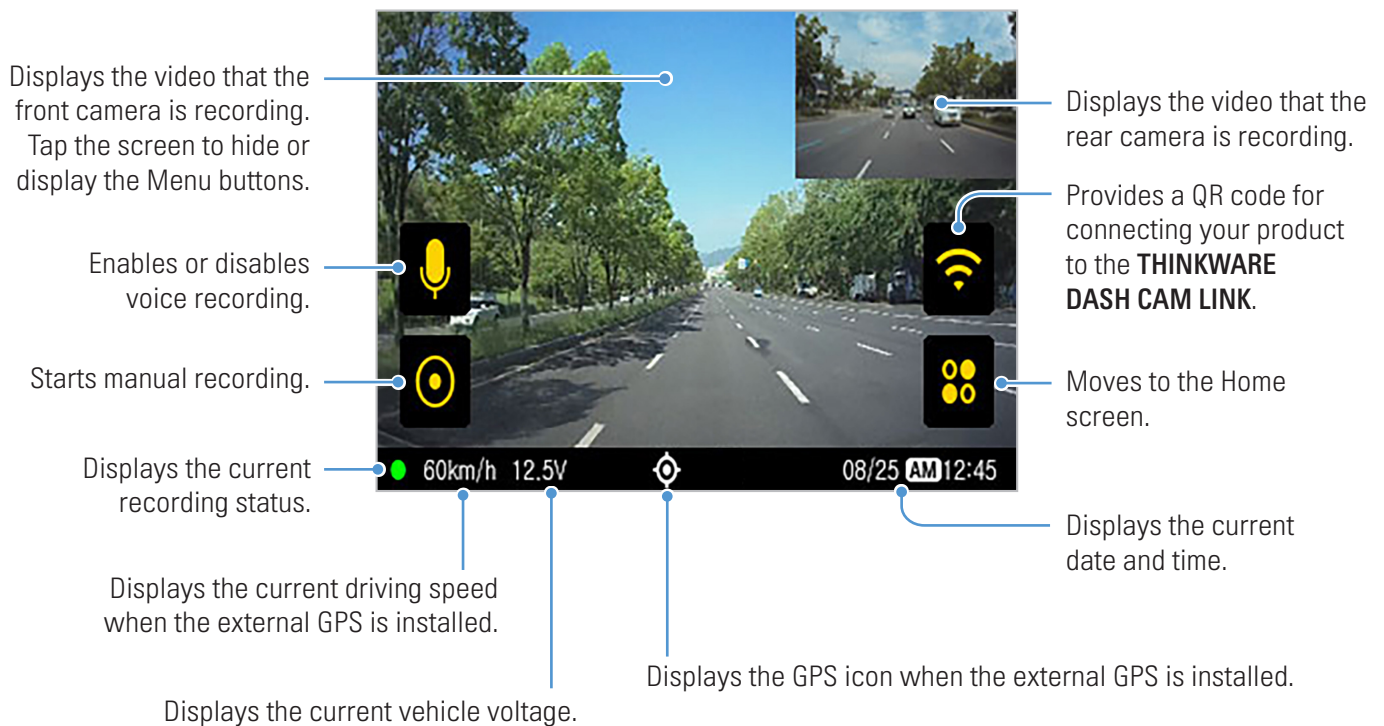 Displays the video that the
front camera is recording.
Tap the screen to hide or
display the Menu buttons.
Enables or disables
voice recording.
Starts manual recording.
Displays the current
recording status.
Displays the current driving speed
when the external GPS is installed.
Displays the current vehicle voltage.
60km/h 12.5V
08/25 AM 12:45
Displays the video that the
rear camera is recording.
Provides a QR code for
connecting your product
to the THINKWARE
DASH CAM LINK.
Moves to the Home
screen.
Displays the current
date and time.
Displays the GPS icon when the external GPS is installed.